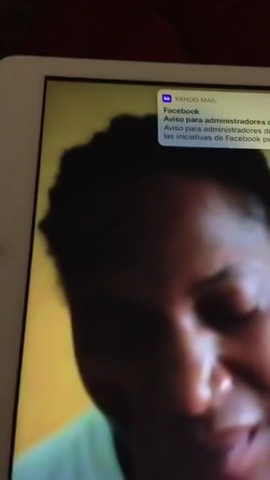 YAHOO MAIL
Facebook
Aviso para administradores
Aviso para administradores
las iniciativas de Facebook